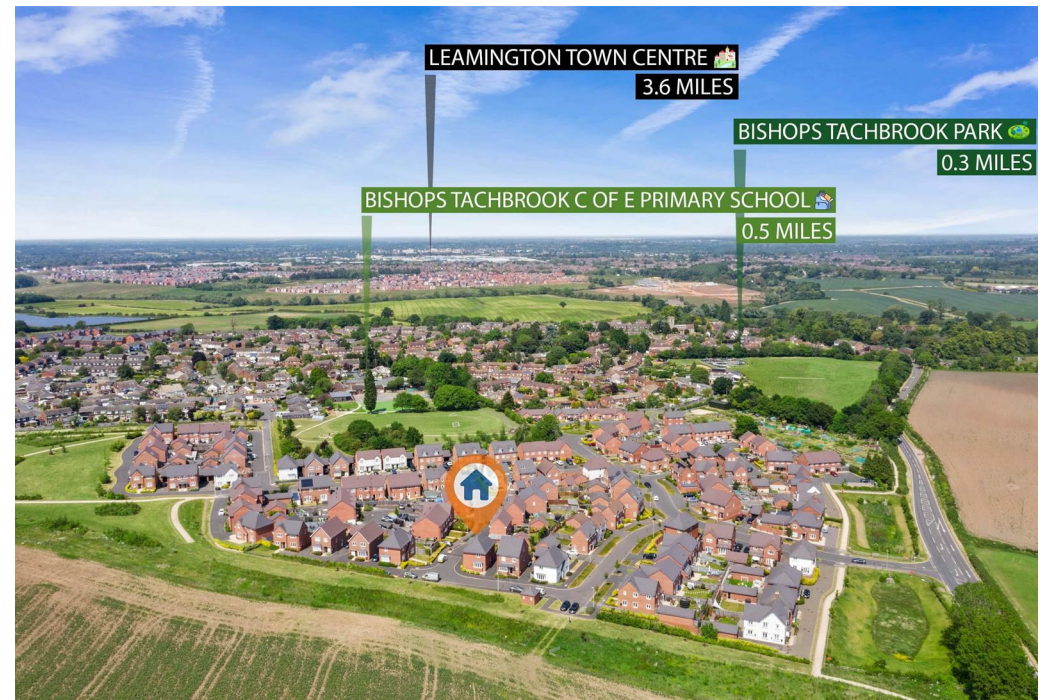 LEAMINGTON TOWN CENTRE
3.6 MILES
BISHOPS TACHBROOK PARK
0.3 MILES
BISHOPS TACHBROOK C OF E PRIMARY SCHOOL
0.5 MILES